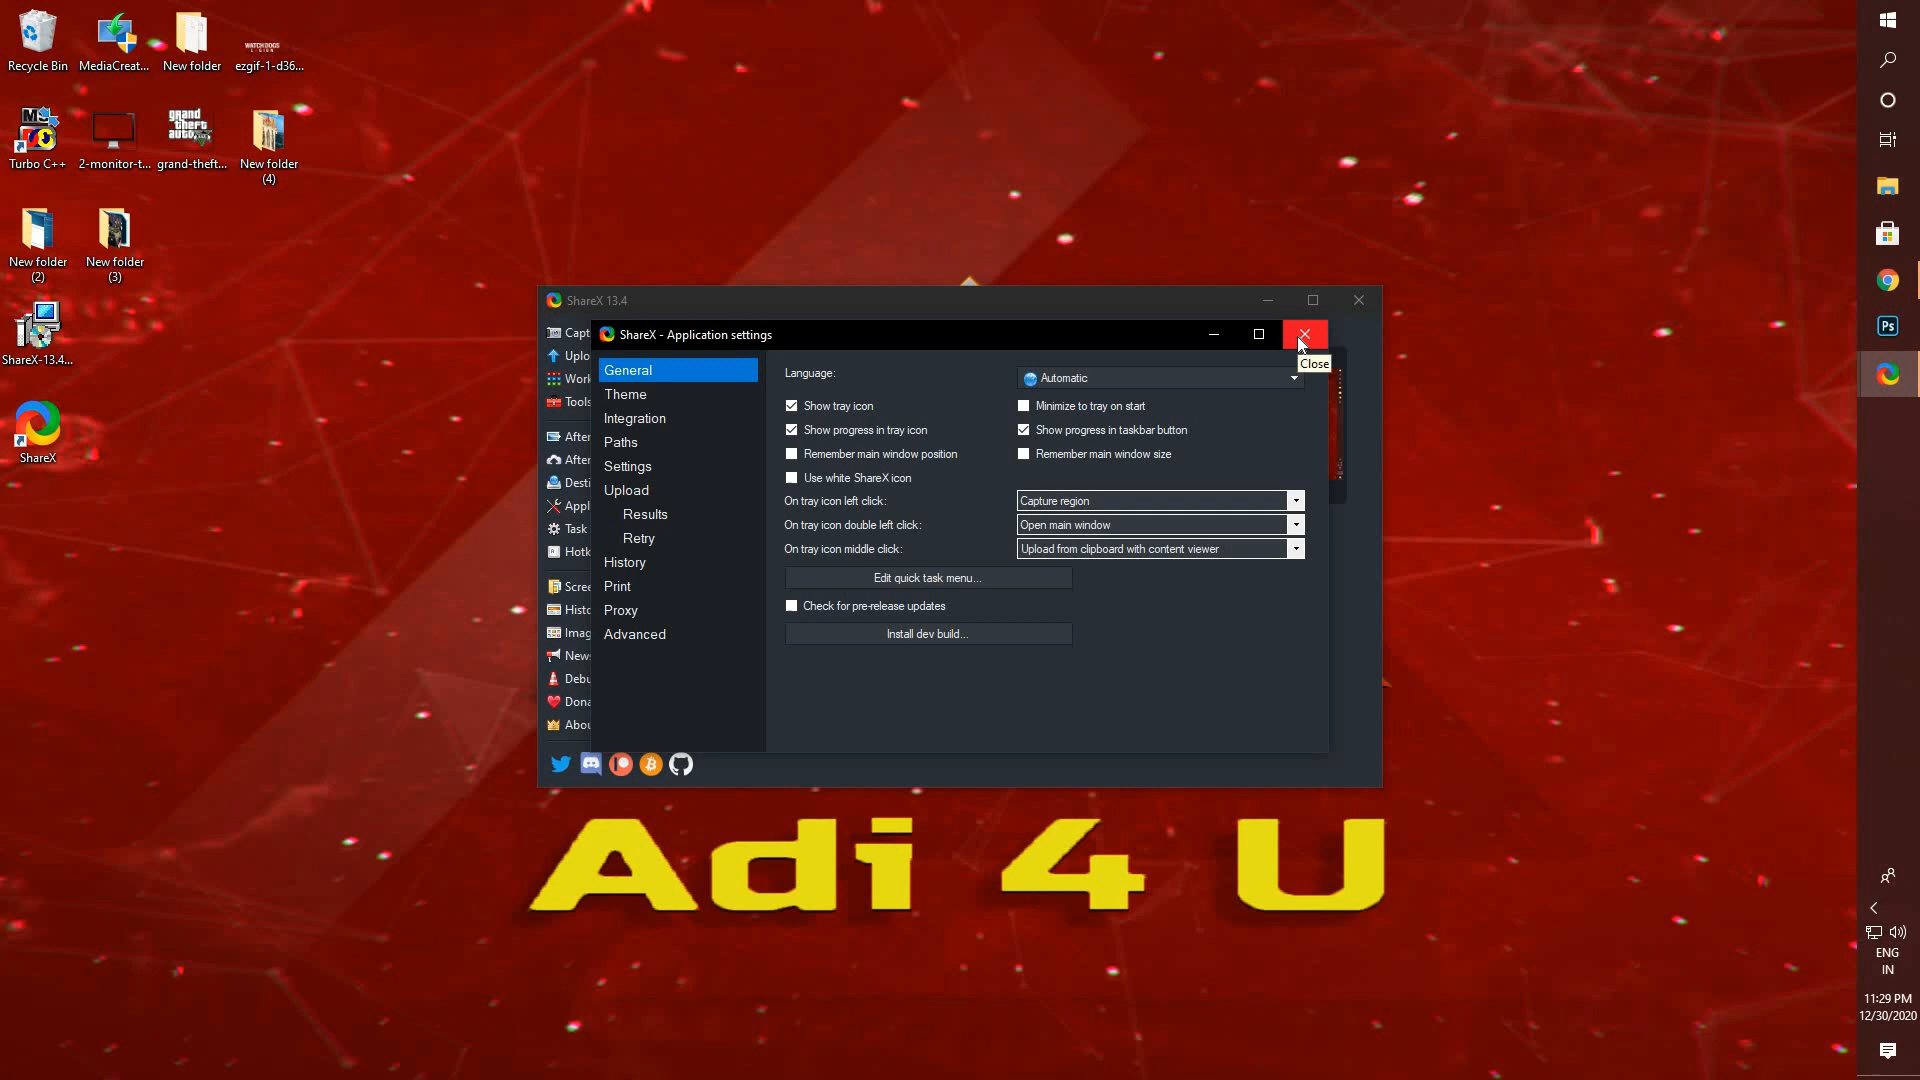 Recycle Bin
MediaCreat...
New folder
WATCH DOGS
ezgif-1-d36...
Turbo C++
2-monitor-t...
grand theft auto
grand-theft...
New folder
(4)
New folder
(2)
New folder
(3)
ShareX-13.4...
ShareX
ShareX 13.4
Capt
Uplo
Work
Tools
After
After
Desti
Appl
Task
Hotk
Scree
Histo
Imag
News
Debu
Dona
Abou
ShareX - Application settings
Close
General
Theme
Integration
Paths
Settings
Upload
Results
Retry
History
Print
Proxy
Advanced
Language:
Automatic
Show tray icon
Minimize to tray on start
Show progress in tray icon
Show progress in taskbar button
Remember main window position
Remember main window size
Use white ShareX icon
On tray icon left click:
Capture region
On tray icon double left click:
Open main window
On tray icon middle click:
Upload from clipboard with content viewer
Edit quick task menu...
Check for pre-release updates
Install dev build...
Adi 4 U
Ps
ENG
IN
11:29 PM
12/30/2020